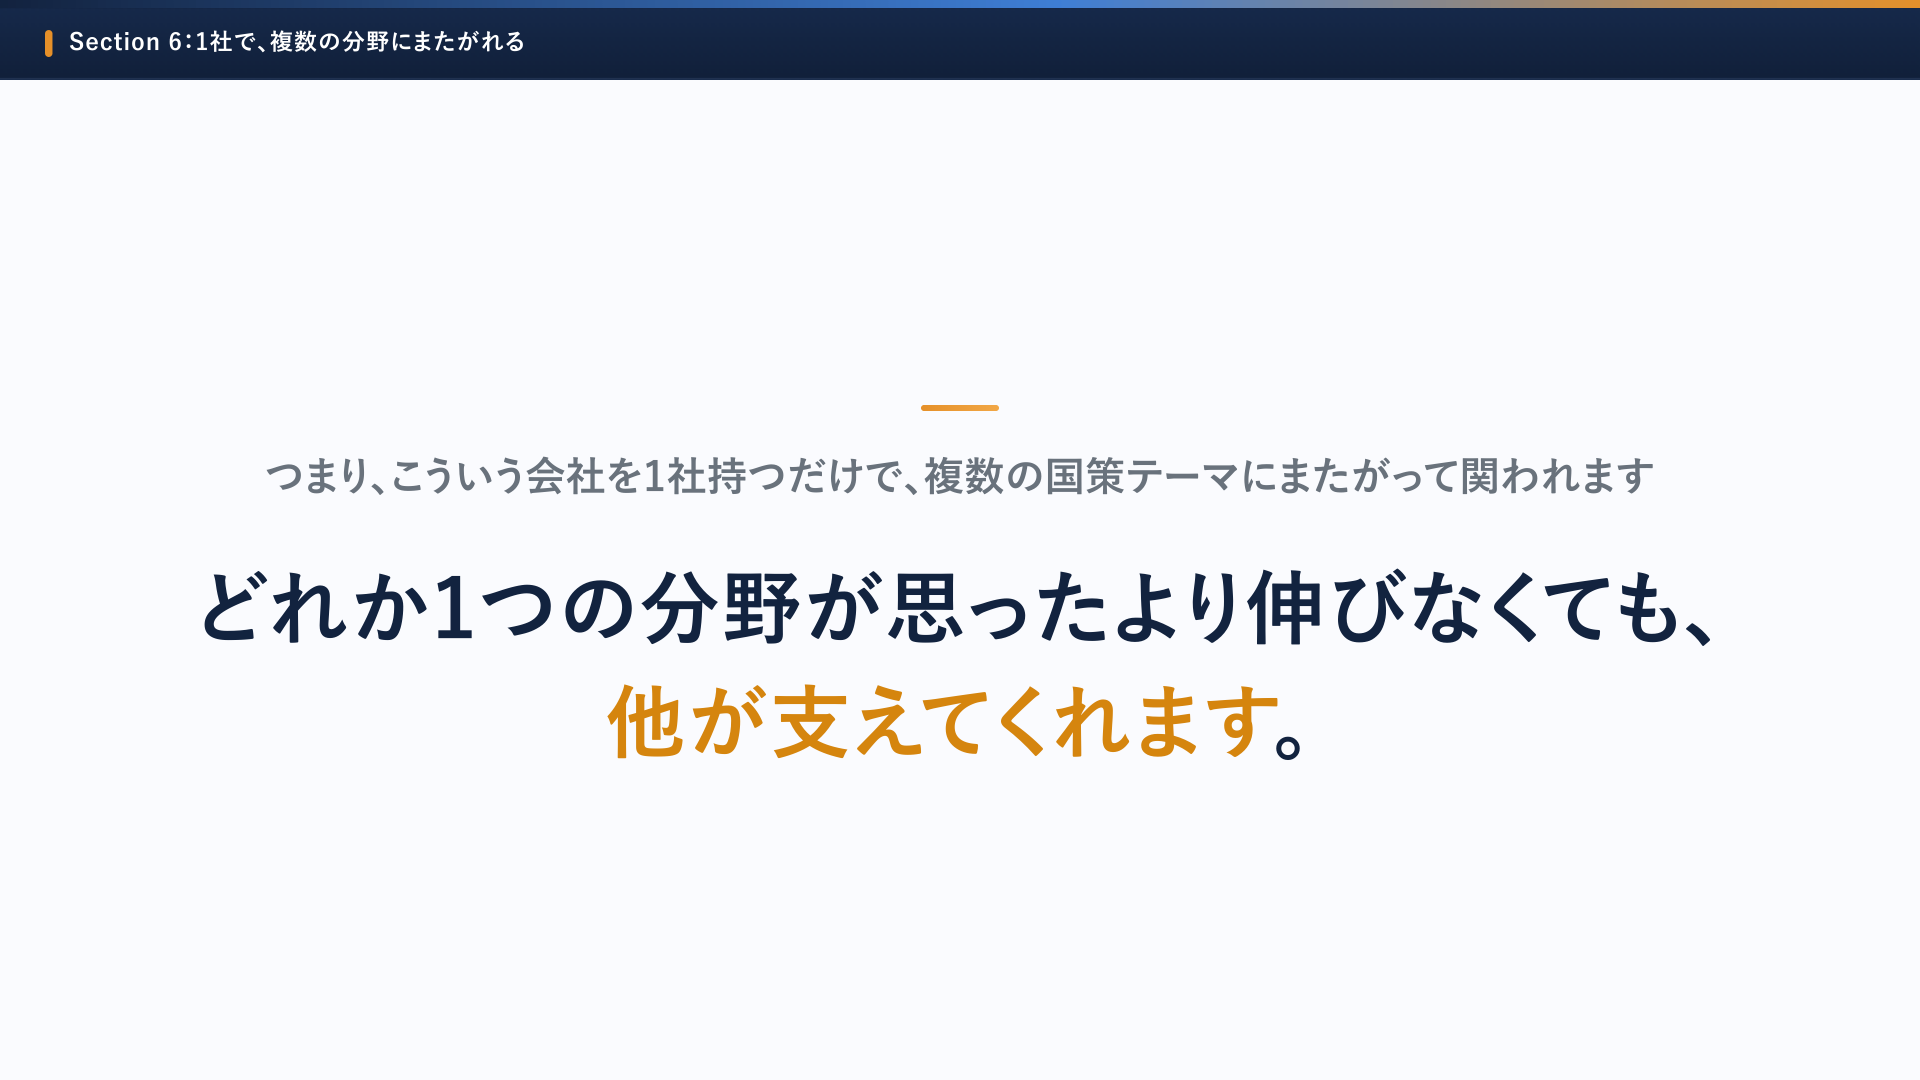 Section 6：1社で、複数の分野にまたがれる
つまり、こういう会社を1社持つだけで、複数の国策テーマにまたがって関われます
どれか1つの分野が思ったより伸びなくても、
他が支えてくれます。